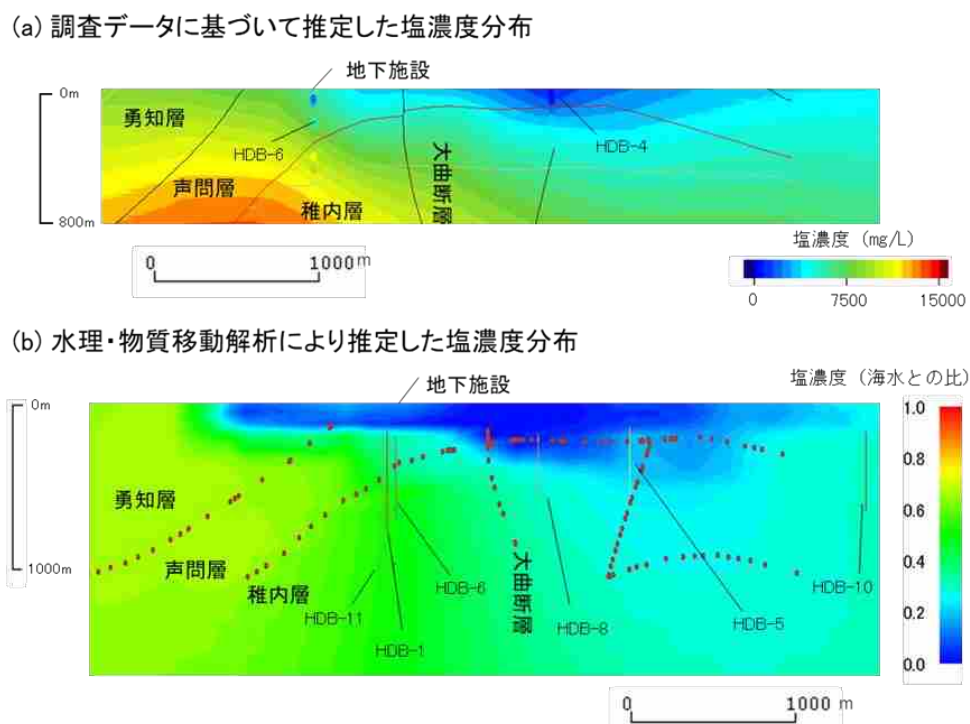 (a) 調査データに基づいて推定した塩濃度分布
地下施設
0m
勇知層
HDB-6
大曲断層
HDB-4
声問層
稚内層
800m
塩濃度 (mg/L)
0 1000 m
0 7500 15000
(b) 水理・物質移動解析により推定した塩濃度分布
地下施設
塩濃度 (海水との比)
0m
1.0
0.8
勇知層
0.6
1000m
声問層
稚内層
大曲断層
HDB-10
HDB-6
0.4
HDB-11
HDB-8
HDB-5
0.2
HDB-1
0.0
0 1000 m